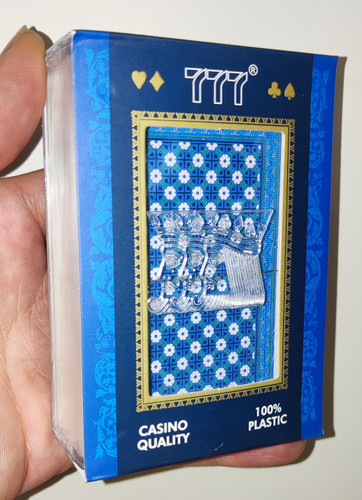 777®
CASINO
QUALITY
100%
PLASTIC